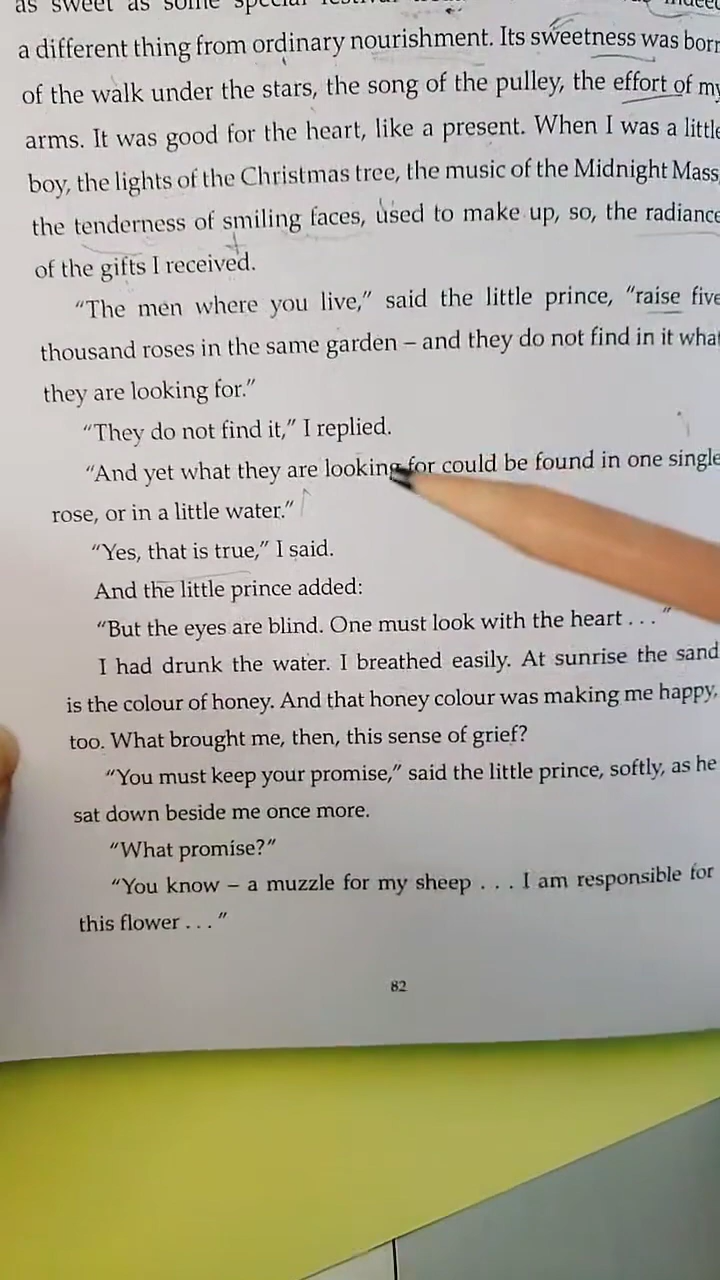 as sweet as some special
a different thing from ordinary nourishment. Its sweetness was born
of the walk under the stars, the song of the pulley, the effort of my
arms. It was good for the heart, like a present. When I was a little
boy, the lights of the Christmas tree, the music of the Midnight Mass,
the tenderness of smiling faces, used to make up, so, the radiance
of the gifts I received.
“The men where you live,” said the little prince, “raise five
thousand roses in the same garden – and they do not find in it what
they are looking for.”
“They do not find it,” I replied.
“And yet what they are looking for could be found in one single
rose, or in a little water.”
“Yes, that is true,” I said.
And the little prince added:
“But the eyes are blind. One must look with the heart . . . ”
I had drunk the water. I breathed easily. At sunrise the sand
is the colour of honey. And that honey colour was making me happy,
too. What brought me, then, this sense of grief?
“You must keep your promise,” said the little prince, softly, as he
sat down beside me once more.
“What promise?”
“You know – a muzzle for my sheep . . . I am responsible for
this flower . . . ”
82